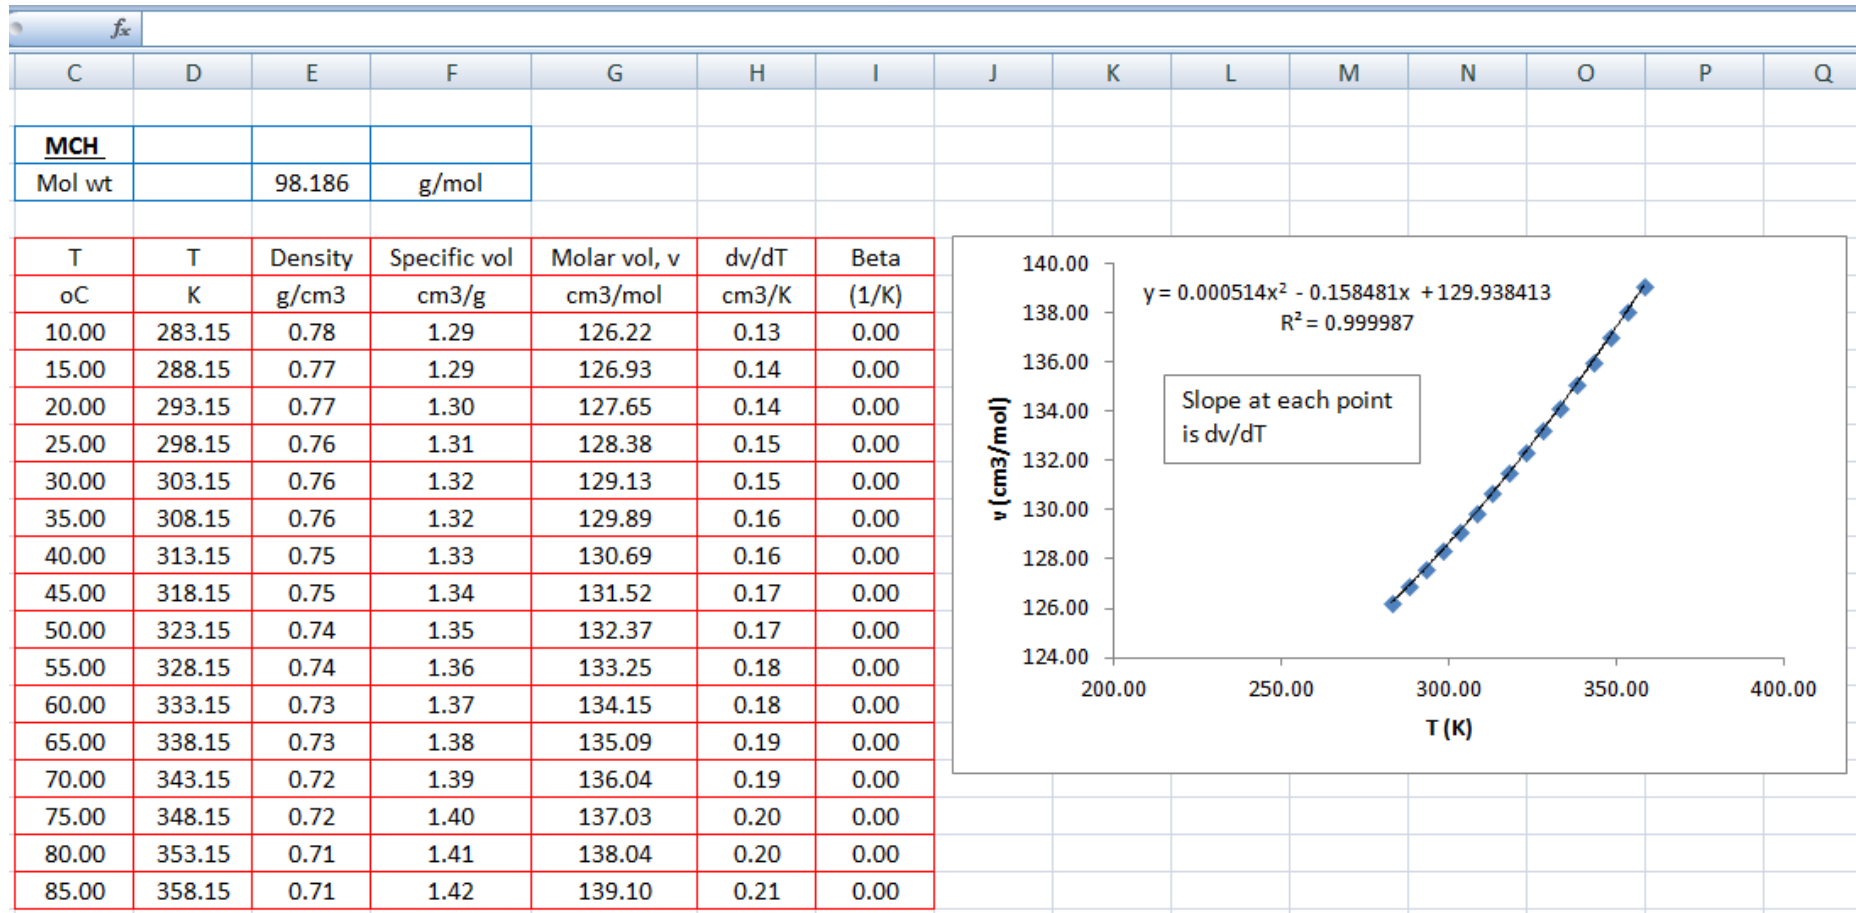 fx
C D E F G H I J K L M N O P Q
MCH
Mol wt 98.186 g/mol
T T Density Specific vol Molar vol, v dv/dT Beta
oC K g/cm3 cm3/g cm3/mol cm3/K (1/K)
10.00 283.15 0.78 1.29 126.22 0.13 0.00
15.00 288.15 0.77 1.29 126.93 0.14 0.00
20.00 293.15 0.77 1.30 127.65 0.14 0.00
25.00 298.15 0.76 1.31 128.38 0.15 0.00
30.00 303.15 0.76 1.32 129.13 0.15 0.00
35.00 308.15 0.76 1.32 129.89 0.16 0.00
40.00 313.15 0.75 1.33 130.69 0.16 0.00
45.00 318.15 0.75 1.34 131.52 0.17 0.00
50.00 323.15 0.74 1.35 132.37 0.17 0.00
55.00 328.15 0.74 1.36 133.25 0.18 0.00
60.00 333.15 0.73 1.37 134.15 0.18 0.00
65.00 338.15 0.73 1.38 135.09 0.19 0.00
70.00 343.15 0.72 1.39 136.04 0.19 0.00
75.00 348.15 0.72 1.40 137.03 0.20 0.00
80.00 353.15 0.71 1.41 138.04 0.20 0.00
85.00 358.15 0.71 1.42 139.10 0.21 0.00
y = 0.000514x² - 0.158481x + 129.938413
R² = 0.999987
Slope at each point
is dv/dT
v (cm3/mol)
140.00
138.00
136.00
134.00
132.00
130.00
128.00
126.00
124.00
200.00 250.00 300.00 350.00 400.00
T (K)